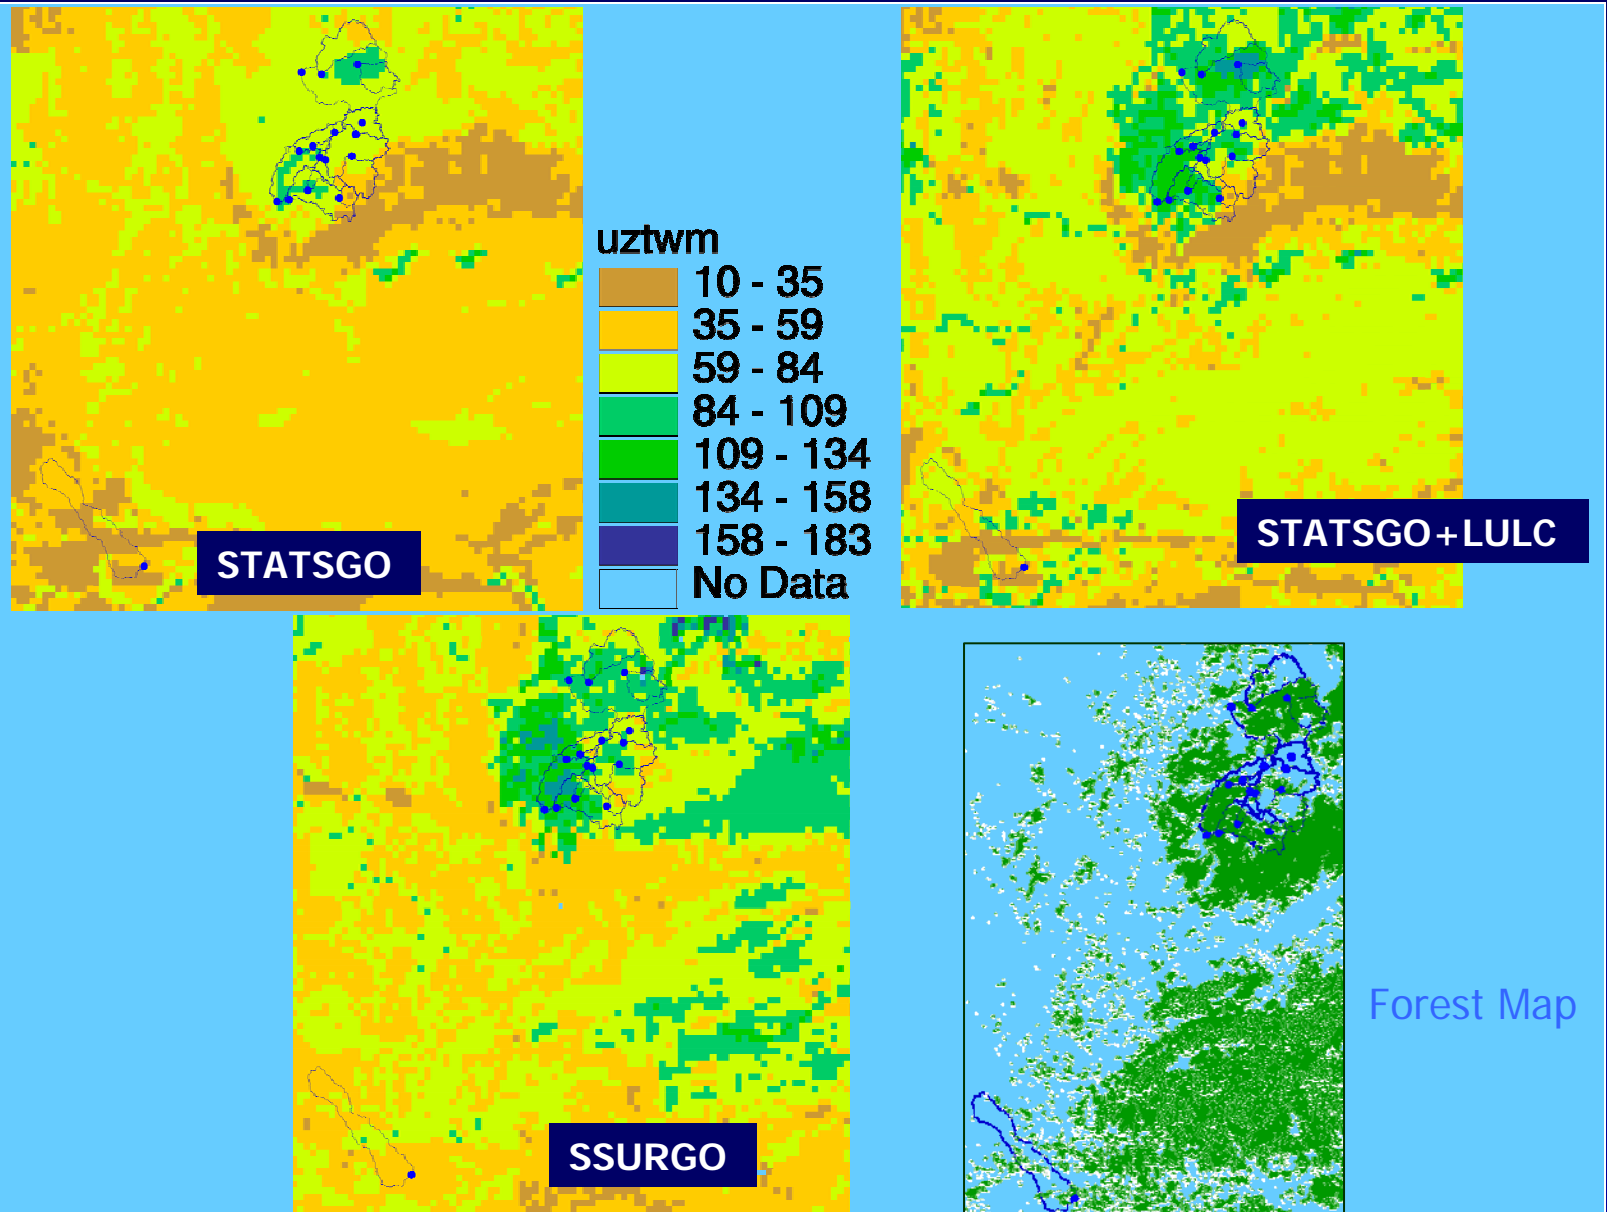 uztwm
10 - 35
35 - 59
59 - 84
84 - 109
109 - 134
134 - 158
158 - 183
No Data
STATSGO
STATSGO+LULC
SSURGO
Forest Map